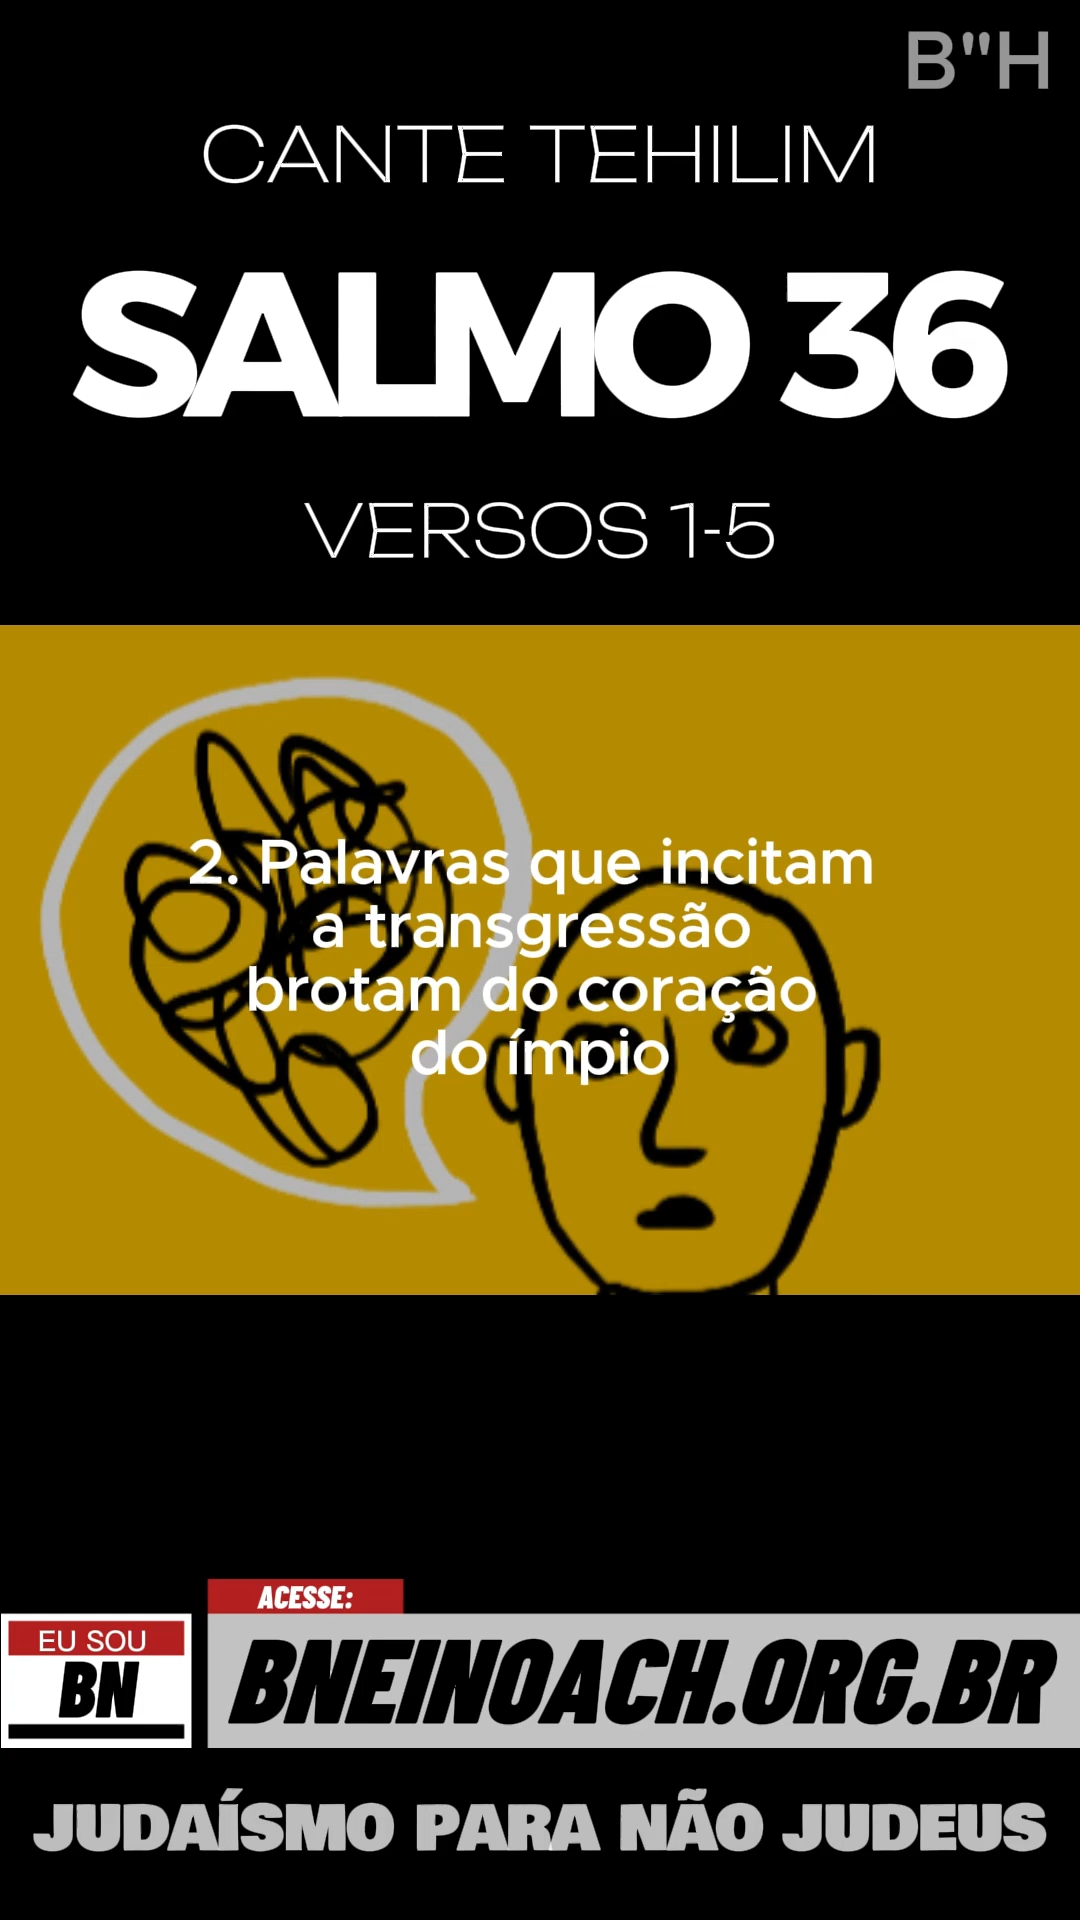 B"H
CANTE TEHILIM
SALMO 36
VERSOS 1-5
2. Palavras que incitam
a transgressão
brotam do coração
do ímpio
ACESSE:
EU SOU
BN
BNEINOACH.ORG.BR
JUDAÍSMO PARA NÃO JUDEUS